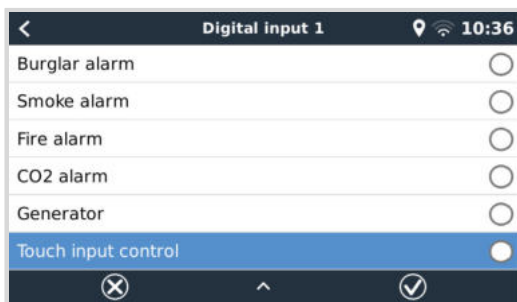 Digital input 1
10:36
Burglar alarm
Smoke alarm
Fire alarm
CO2 alarm
Generator
Touch input control